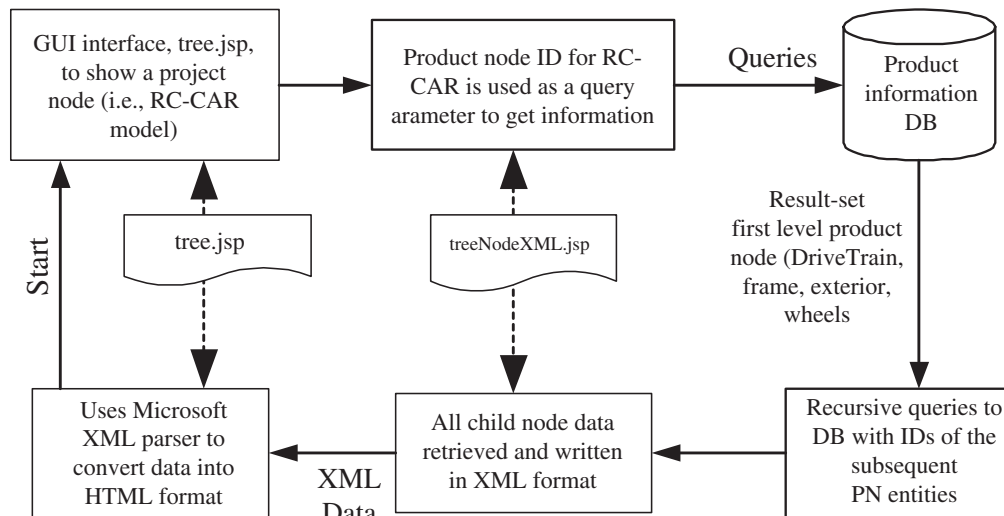 GUI interface, tree.jsp,
to show a project
node (i.e., RC-CAR
model)
Product node ID for RC-
CAR is used as a query
arameter to get information
Queries
Product
information
DB
Start
tree.jsp
treeNodeXML.jsp
Result-set
first level product
node (DriveTrain,
frame, exterior,
wheels
Uses Microsoft
XML parser to
convert data into
HTML format
XML
Data
All child node data
retrieved and written
in XML format
Recursive queries to
DB with IDs of the
subsequent
PN entities